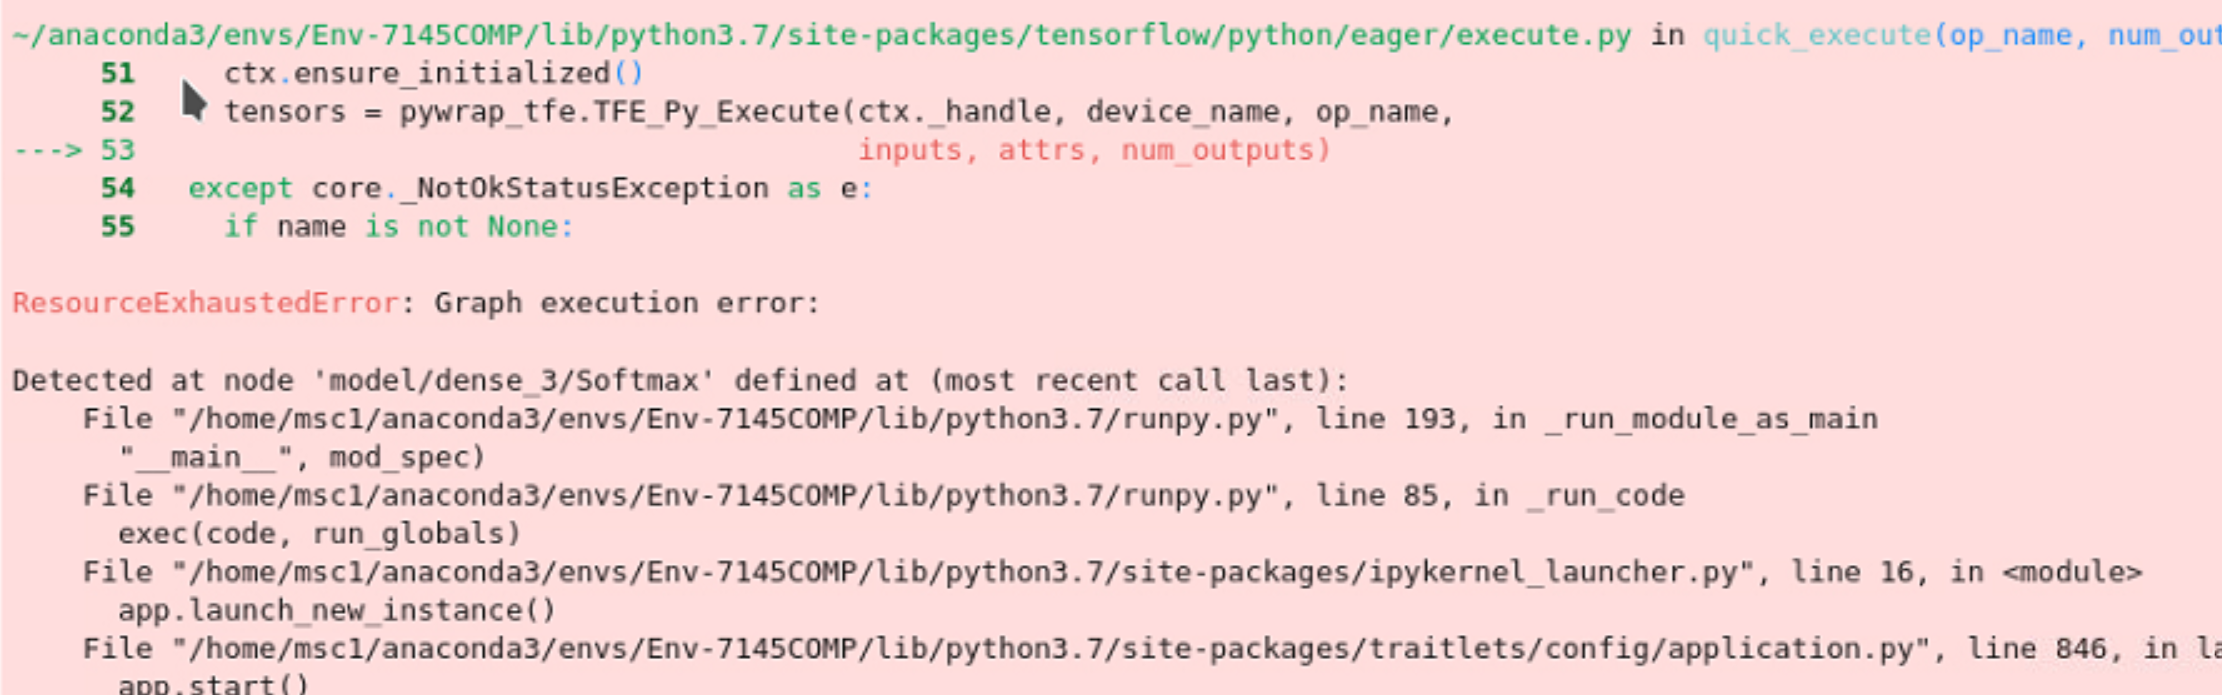 ~/anaconda3/envs/Env-7145COMP/lib/python3.7/site-packages/tensorflow/python/eager/execute.py in quick_execute(op_name, num_out
51 ctx.ensure_initialized()
52 tensors = pywrap_tfe.TFE_Py_Execute(ctx._handle, device_name, op_name,
---> 53 inputs, attrs, num_outputs)
54 except core._NotOkStatusException as e:
55 if name is not None:
ResourceExhaustedError: Graph execution error:
Detected at node 'model/dense_3/Softmax' defined at (most recent call last):
File "/home/msc1/anaconda3/envs/Env-7145COMP/lib/python3.7/runpy.py", line 193, in _run_module_as_main
"__main__", mod_spec)
File "/home/msc1/anaconda3/envs/Env-7145COMP/lib/python3.7/runpy.py", line 85, in _run_code
exec(code, run_globals)
File "/home/msc1/anaconda3/envs/Env-7145COMP/lib/python3.7/site-packages/ipykernel_launcher.py", line 16, in <module>
app.launch_new_instance()
File "/home/msc1/anaconda3/envs/Env-7145COMP/lib/python3.7/site-packages/traitlets/config/application.py", line 846, in la
app.start()